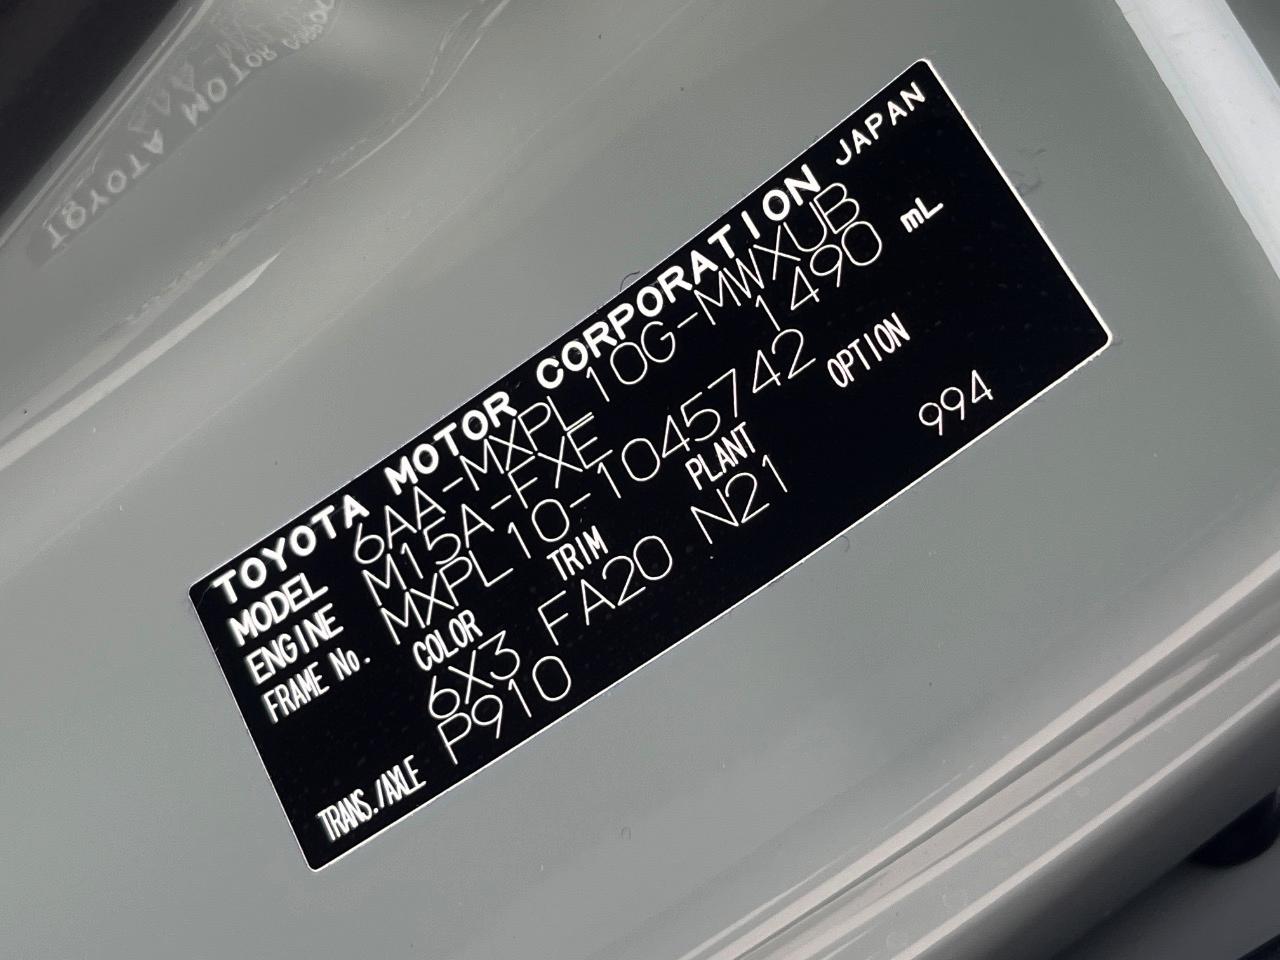 TOYOTA MOTOR CORPORATION JAPAN
MODEL 6AA-MXPL10G-MWXUB
ENGINE M15A-FXE 1490 mL
FRAME No. MXPL10-1045742
COLOR TRIM PLANT OPTION
6X3 FA20 N21 994
TRANS./AXLE P910